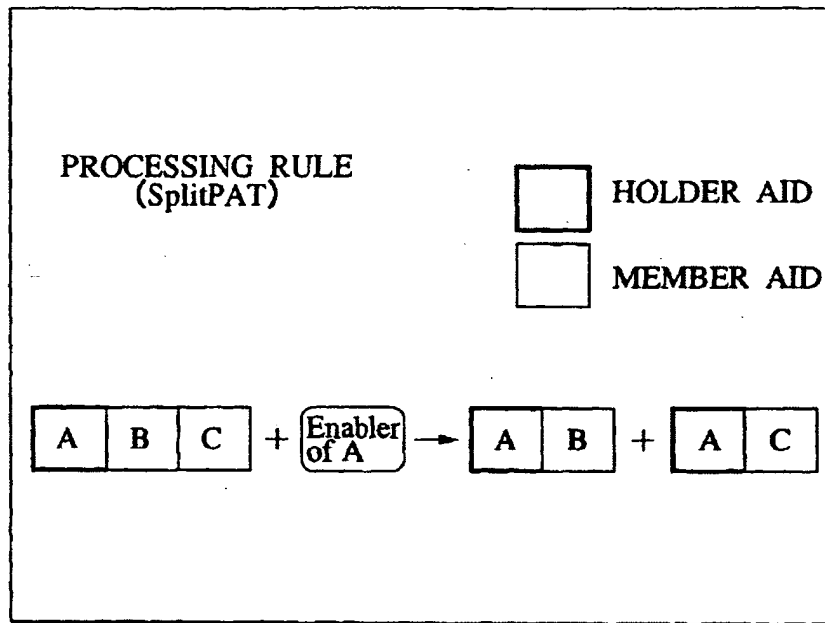 PROCESSING RULE
(SplitPAT)
HOLDER AID
MEMBER AID
A B C + Enabler of A → A B + A C